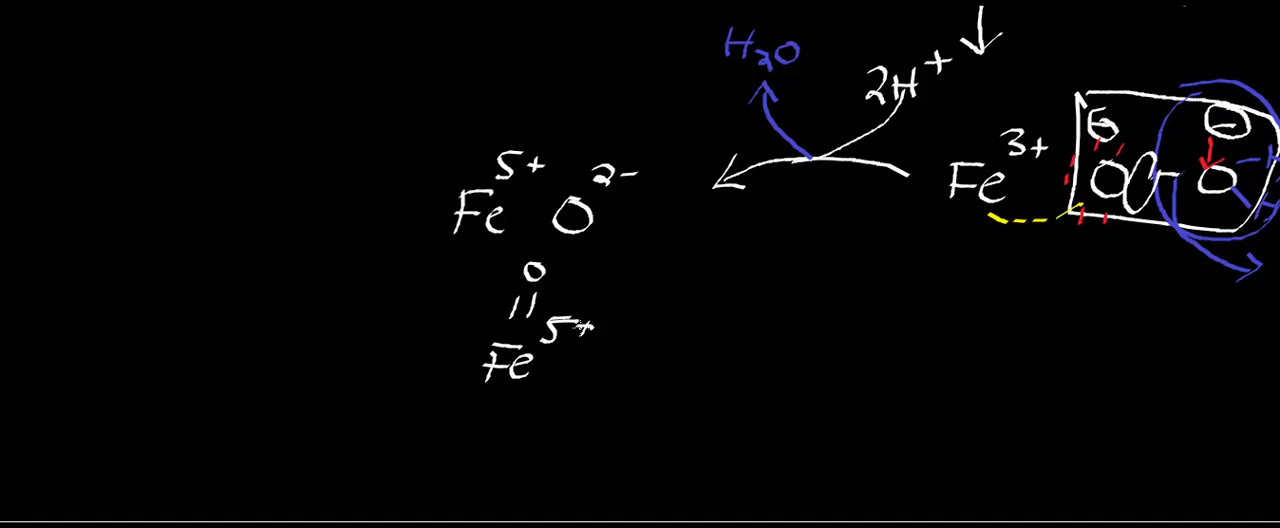 H2O
2H+
Fe3+ O O
Fe5+ O2-
O
Fe5+